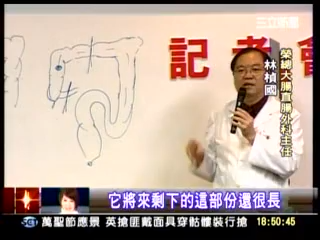 三立新聞
記者會
榮總大腸直腸外科主任
林楨國
它將來剩下的這部份還很長
SET 萬聖節應景 英搶匪戴面具穿骷髏裝行搶 18:50:45